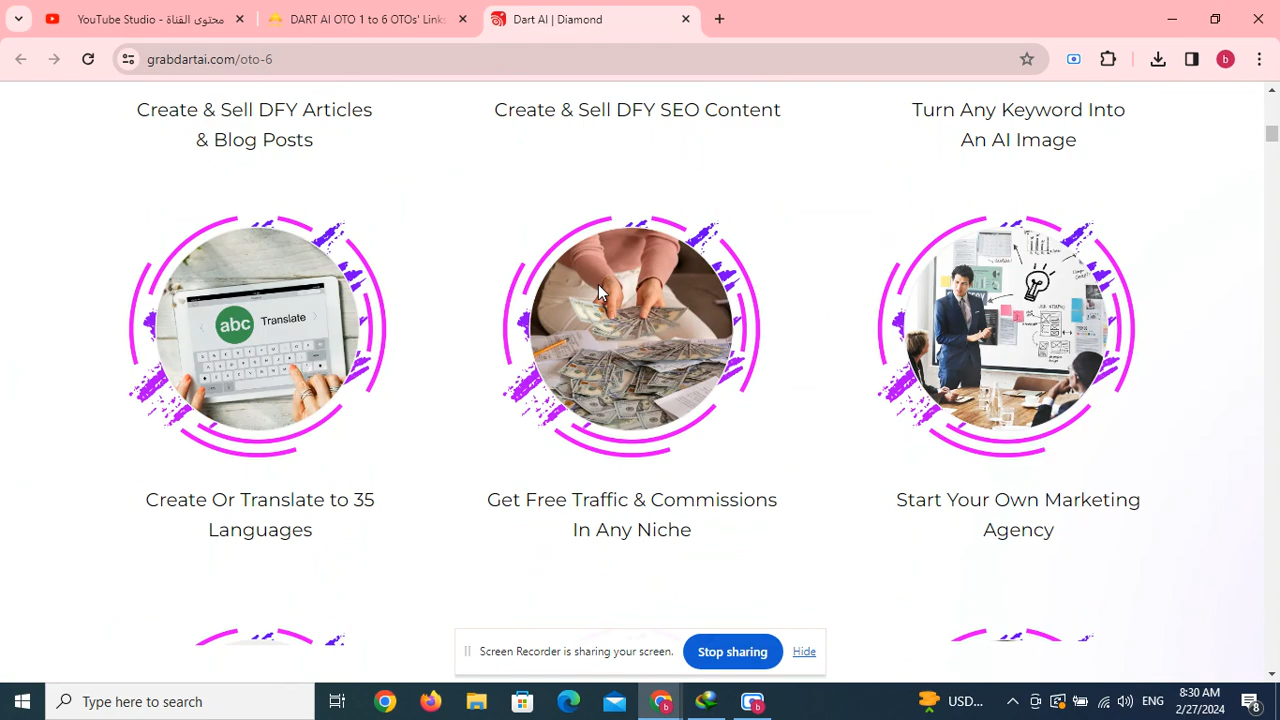 YouTube Studio - محتوى القناة
DART AI OTO 1 to 6 OTOs' Links
Dart AI | Diamond
grabdartai.com/oto-6
b
Create & Sell DFY Articles
& Blog Posts
Create & Sell DFY SEO Content
Turn Any Keyword Into
An AI Image
abc
Translate
Create Or Translate to 35
Languages
Get Free Traffic & Commissions
In Any Niche
Start Your Own Marketing
Agency
Screen Recorder is sharing your screen.
Stop sharing
Hide
Type here to search
USD...
ENG
8:30 AM
2/27/2024
8